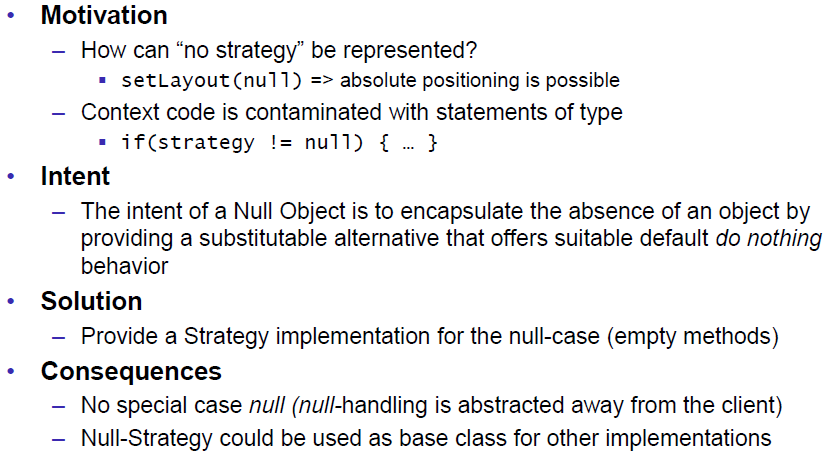 • Motivation
– How can “no strategy” be represented?
▪ setLayout(null) => absolute positioning is possible
– Context code is contaminated with statements of type
▪ if(strategy != null) { … }
• Intent
– The intent of a Null Object is to encapsulate the absence of an object by
providing a substitutable alternative that offers suitable default do nothing
behavior
• Solution
– Provide a Strategy implementation for the null-case (empty methods)
• Consequences
– No special case null (null-handling is abstracted away from the client)
– Null-Strategy could be used as base class for other implementations